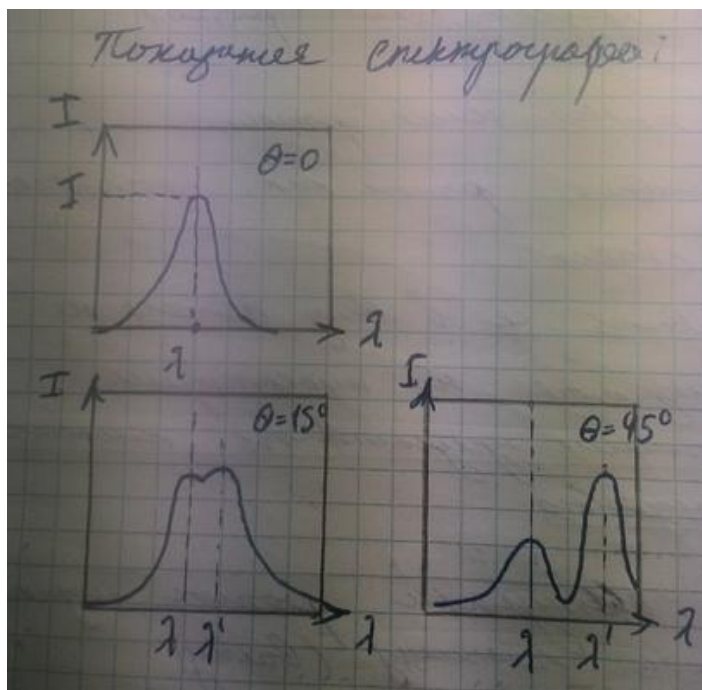 Показания спектрографа:
I
θ=0
I
λ
λ
I
θ=15°
λ λ' λ
I
θ=45°
λ λ' λ